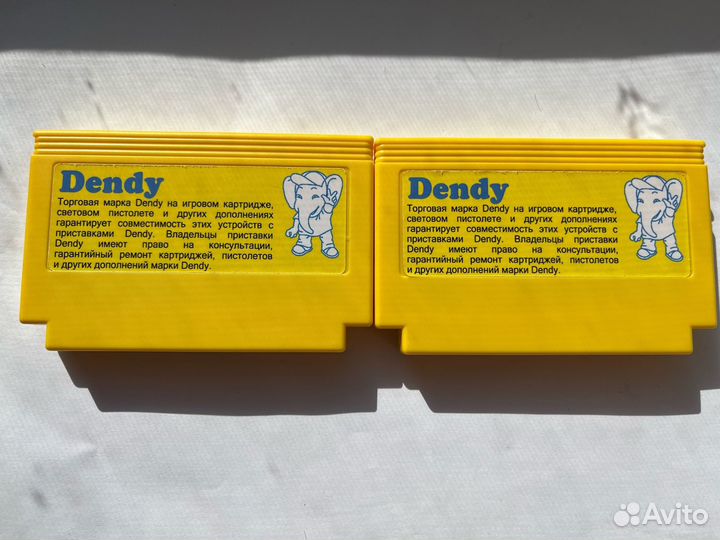 Dendy
Торговая марка Dendy на игровом картридже,
световом пистолете и других дополнениях
гарантирует совместимость этих устройств с
приставками Dendy. Владельцы приставки
Dendy имеют право на консультации,
гарантийный ремонт картриджей, пистолетов
и других дополнений марки Dendy.
Dendy
Торговая марка Dendy на игровом картридже,
световом пистолете и других дополнениях
гарантирует совместимость этих устройств с
приставками Dendy. Владельцы приставки
Dendy имеют право на консультации,
гарантийный ремонт картриджей, пистолетов
и других дополнений марки Dendy.
Avito